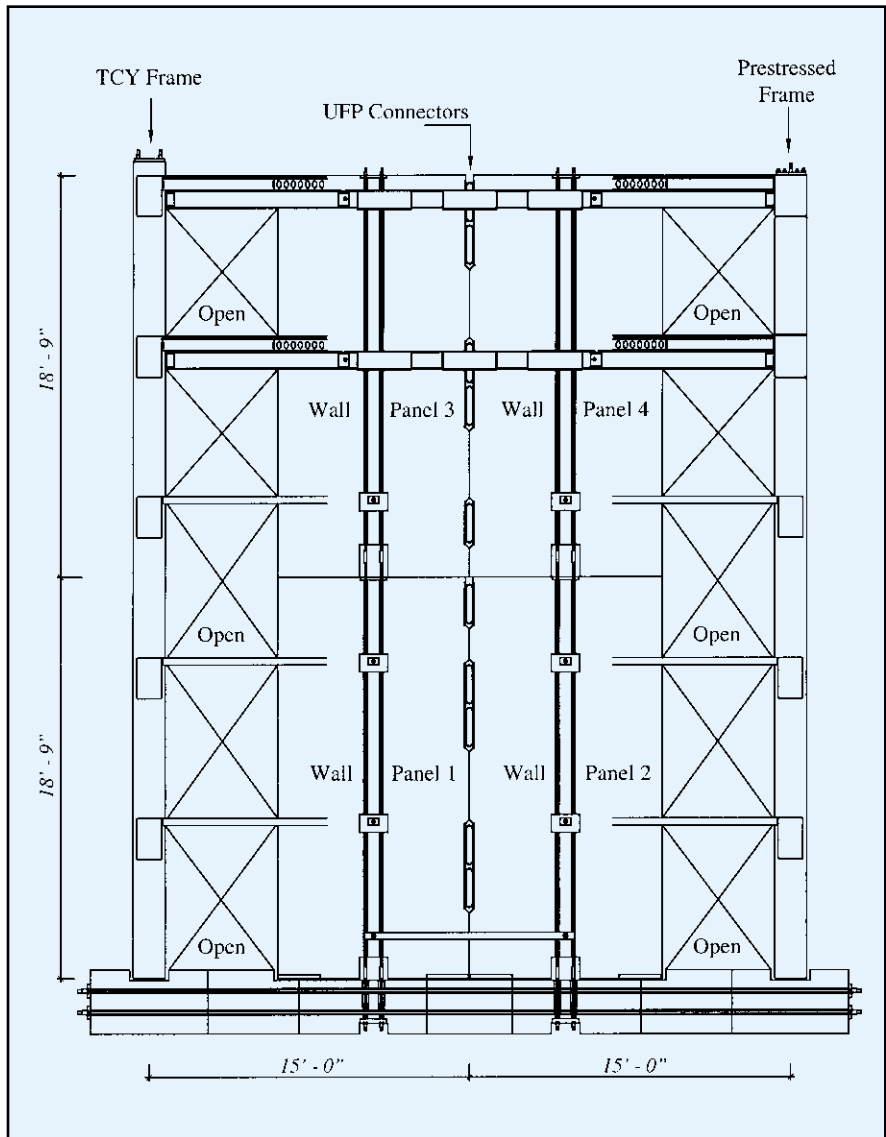 TCY Frame
Prestressed
Frame
UFP Connectors
Open
Open
18' - 9"
Wall Panel 3 Wall Panel 4
Open
Open
18' - 9"
Wall Panel 1 Wall Panel 2
Open
Open
15' - 0"
15' - 0"